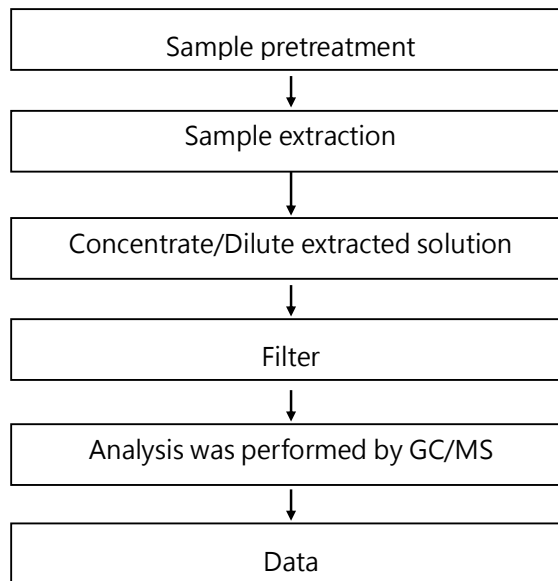 Sample pretreatment
Sample extraction
Concentrate/Dilute extracted solution
Filter
Analysis was performed by GC/MS
Data